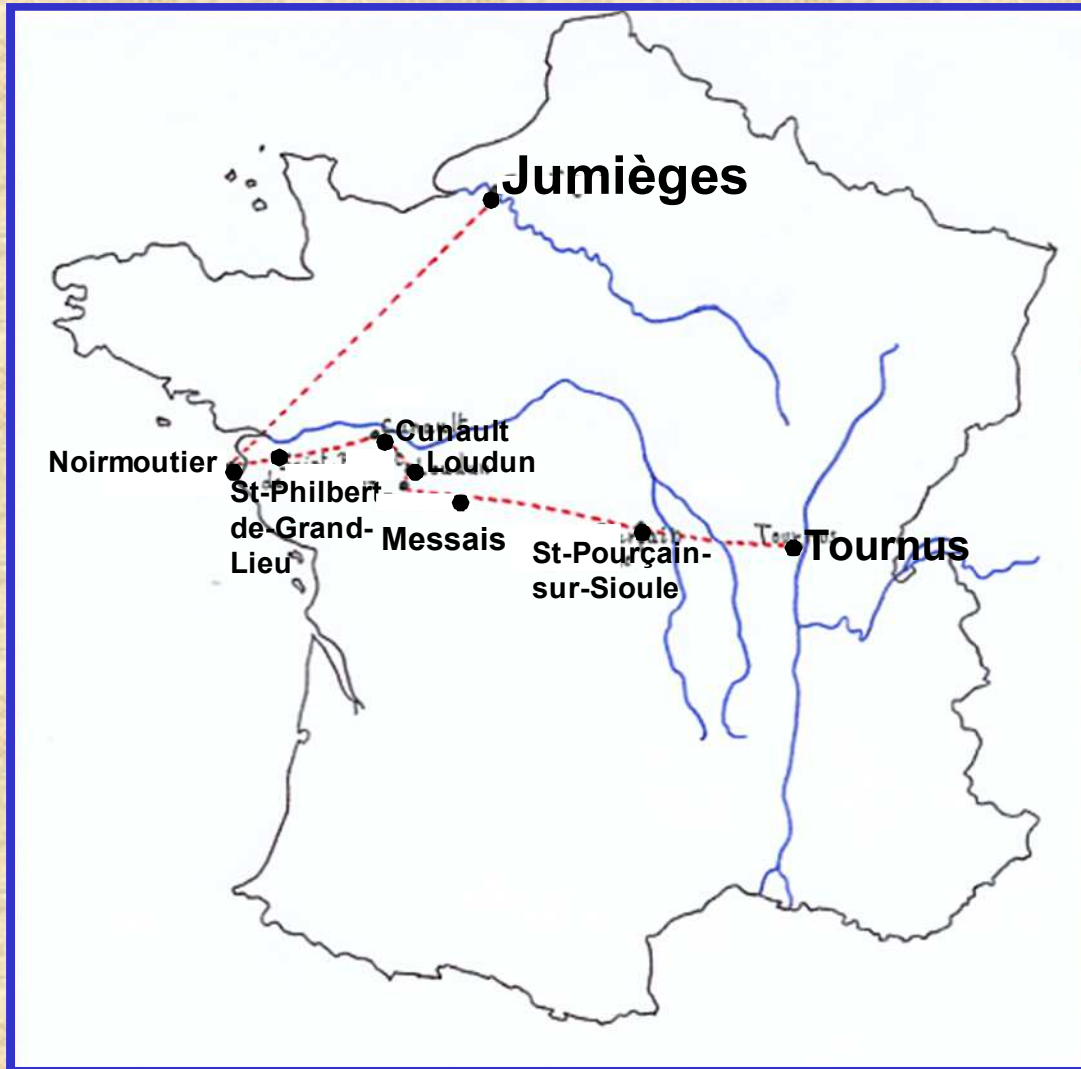 Jumièges
Cunault
Noirmoutier
Loudun
St-Philbert-
de-Grand-
Lieu
Messais
St-Pourçain-
sur-Sioule
Tournus